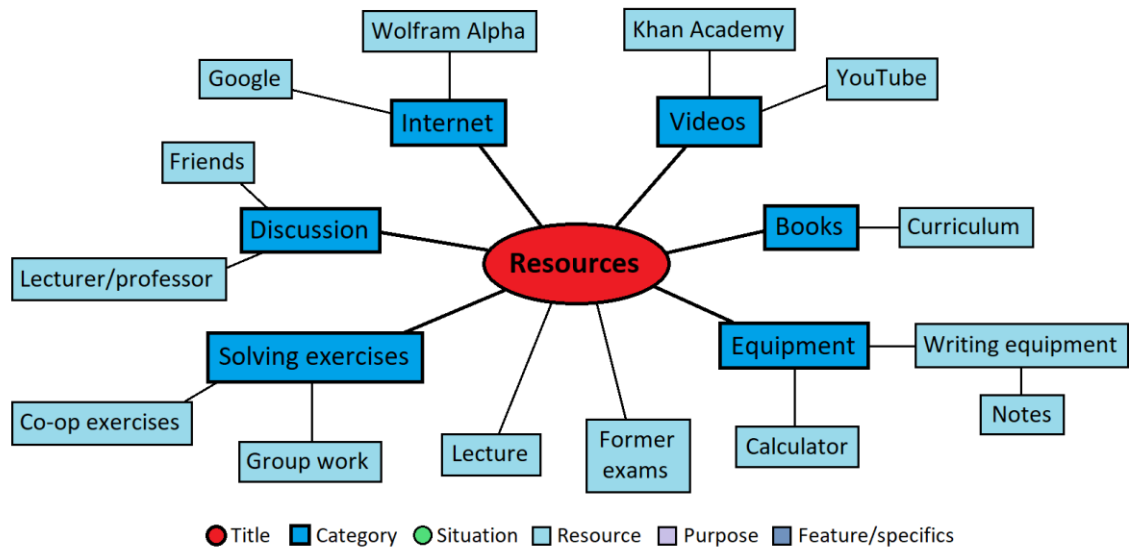 Wolfram Alpha
Khan Academy
Google
YouTube
Internet
Videos
Friends
Discussion
Books
Curriculum
Lecturer/professor
Resources
Solving exercises
Equipment
Writing equipment
Co-op exercises
Group work
Lecture
Former
exams
Calculator
Notes
Title Category Situation Resource Purpose Feature/specifics